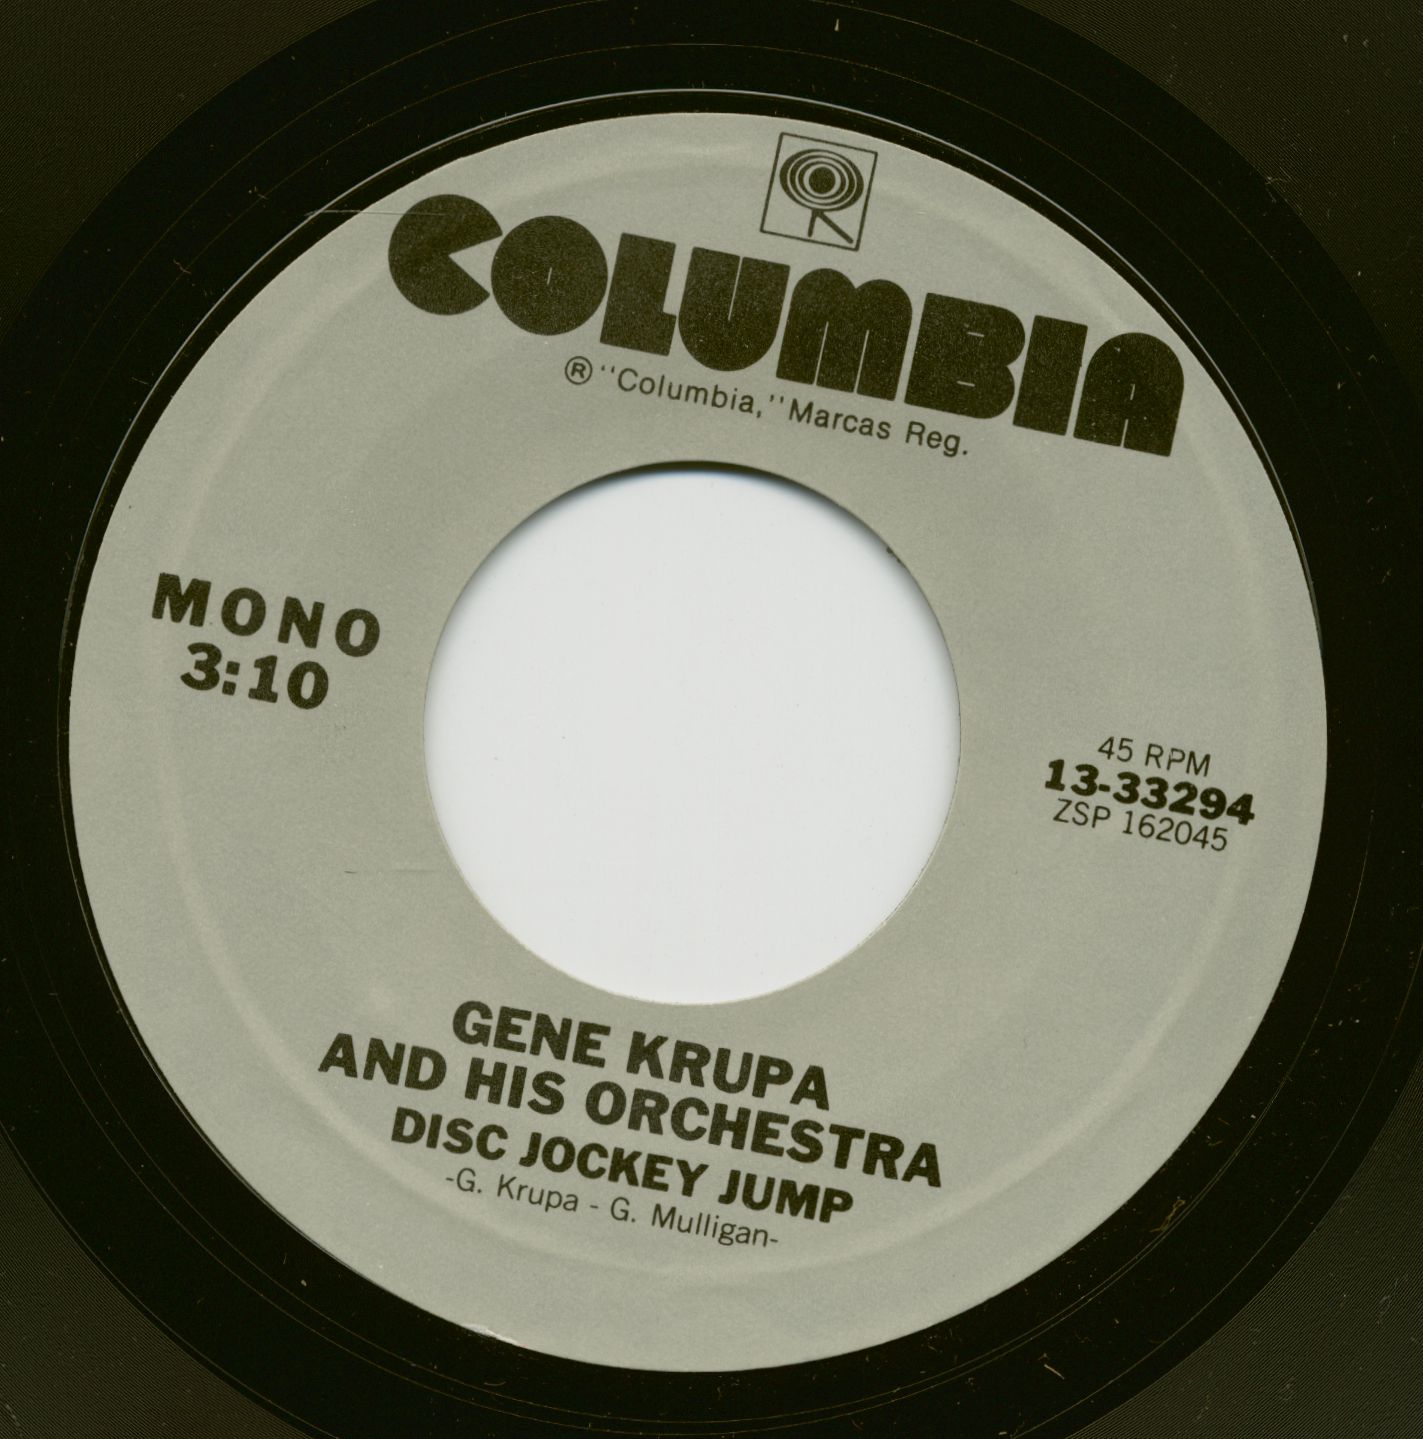 COLUMBIA
® "Columbia," Marcas Reg.
MONO
3:10
45 RPM
13-33294
ZSP 162045
GENE KRUPA
AND HIS ORCHESTRA
DISC JOCKEY JUMP
-G. Krupa - G. Mulligan-